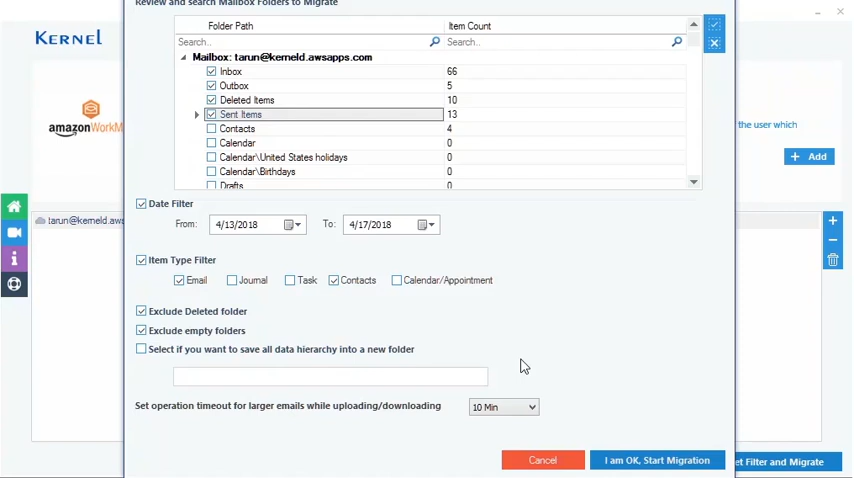 Review and search Mailbox Folders to Migrate
KERNEL
Folder Path Item Count
Search.. Search..
Mailbox: tarun@kerneld.awsapps.com
Inbox 66
Outbox 5
Deleted Items 10
Sent Items 13
Contacts 4
Calendar 0
Calendar\United States holidays 0
Calendar\Birthdays 0
Drafts 0
amazon WorkM
the user which
+ Add
Date Filter
From: 4/13/2018 To: 4/17/2018
tarun@kerneld.aws
Item Type Filter
Email Journal Task Contacts Calendar/Appointment
Exclude Deleted folder
Exclude empty folders
Select if you want to save all data hierarchy into a new folder
Set operation timeout for larger emails while uploading/downloading 10 Min
Cancel I am OK, Start Migration
et Filter and Migrate